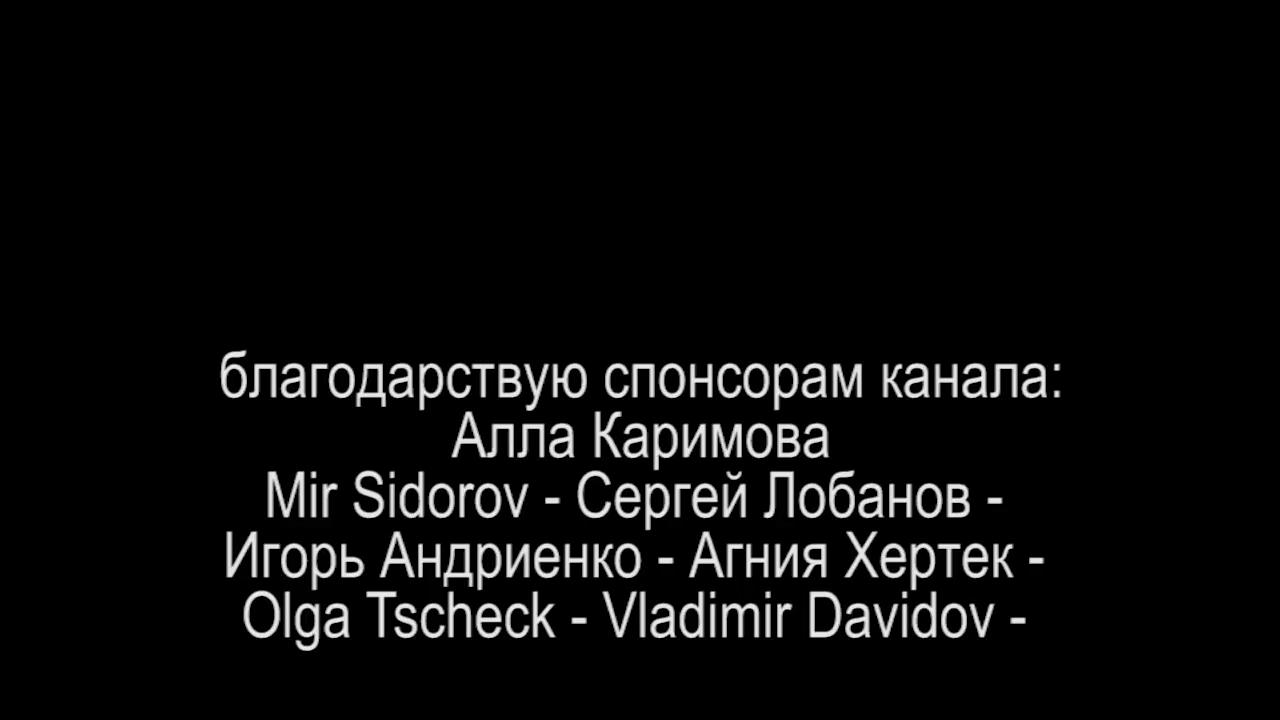 благодарствую спонсорам канала:
Алла Каримова
Mir Sidorov - Сергей Лобанов -
Игорь Андриенко - Агния Хертек -
Olga Tscheck - Vladimir Davidov -